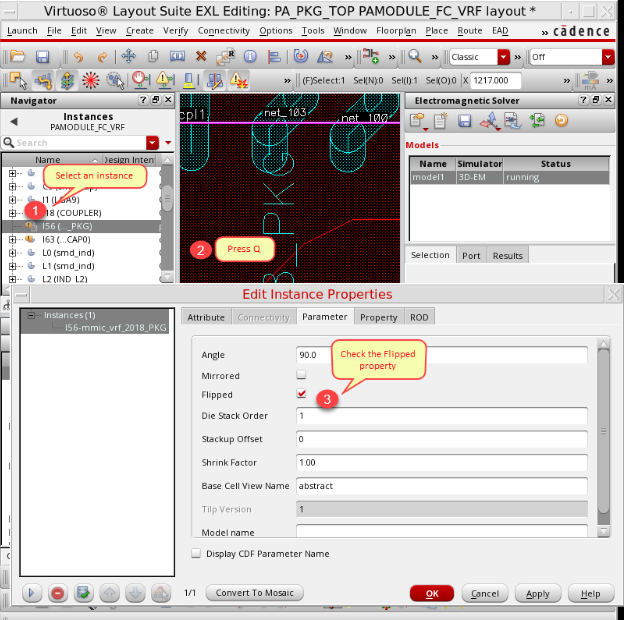 Virtuoso® Layout Suite EXL Editing: PA_PKG_TOP PAMODULE_FC_VRF layout *
Launch File Edit View Create Verify Connectivity Options Tools Window Floorplan Place Route EAD » cādence
» » Classic Off
» (F)Select:1 Sel(N):0 Sel(I):1 Sel(O):0 X 1217.000 »
Navigator
Instances
PAMODULE_FC_VRF
Search
Name Design Intent
Select an instance
1
I1 (LGA9)
I18 (COUPLER)
I56 (..._PKG)
I63 (...CAP0)
L0 (smd_ind)
L1 (smd_ind)
L2 (IND_L2)
cpl1
net_103
net_100
2
Press Q
Electromagnetic Solver
Models
Name Simulator Status
model1 3D-EM running
Selection Port Results
Edit Instance Properties
Instances (1)
I56-mmic_vrf_2018_PKG
Attribute Connectivity Parameter Property ROD
Angle 90.0
Check the Flipped
property
Mirrored
Flipped
3
Die Stack Order 1
Stackup Offset 0
Shrink Factor 1.00
Base Cell View Name abstract
Tilp Version 1
Model name
Display CDF Parameter Name
1/1 Convert To Mosaic OK Cancel Apply Help